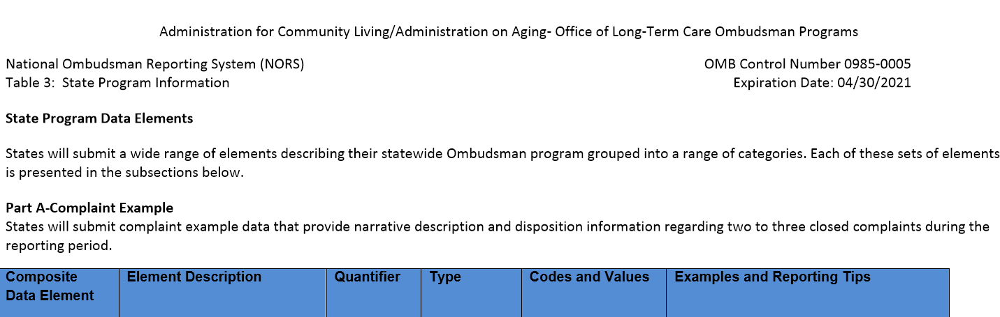 Administration for Community Living/Administration on Aging- Office of Long-Term Care Ombudsman Programs
National Ombudsman Reporting System (NORS) OMB Control Number 0985-0005
Table 3:  State Program Information Expiration Date: 04/30/2021
State Program Data Elements
States will submit a wide range of elements describing their statewide Ombudsman program grouped into a range of categories. Each of these sets of elements
is presented in the subsections below.
Part A-Complaint Example
States will submit complaint example data that provide narrative description and disposition information regarding two to three closed complaints during the
reporting period.
Composite Element Description Quantifier Type Codes and Values Examples and Reporting Tips
Data Element